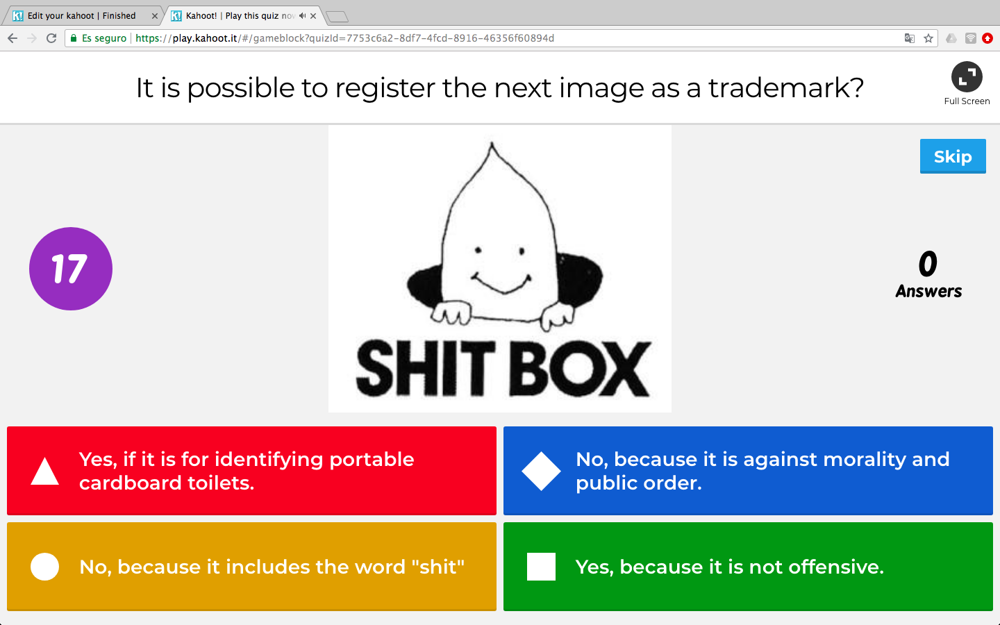 Edit your kahoot | Finished
Kahoot! | Play this quiz now
Es seguro
https://play.kahoot.it/#/gameblock?quizId=7753c6a2-8df7-4fcd-8916-46356f60894d
It is possible to register the next image as a trademark?
Full Screen
Skip
17
0
Answers
SHIT BOX
Yes, if it is for identifying portable
cardboard toilets.
No, because it is against morality and
public order.
No, because it includes the word "shit"
Yes, because it is not offensive.